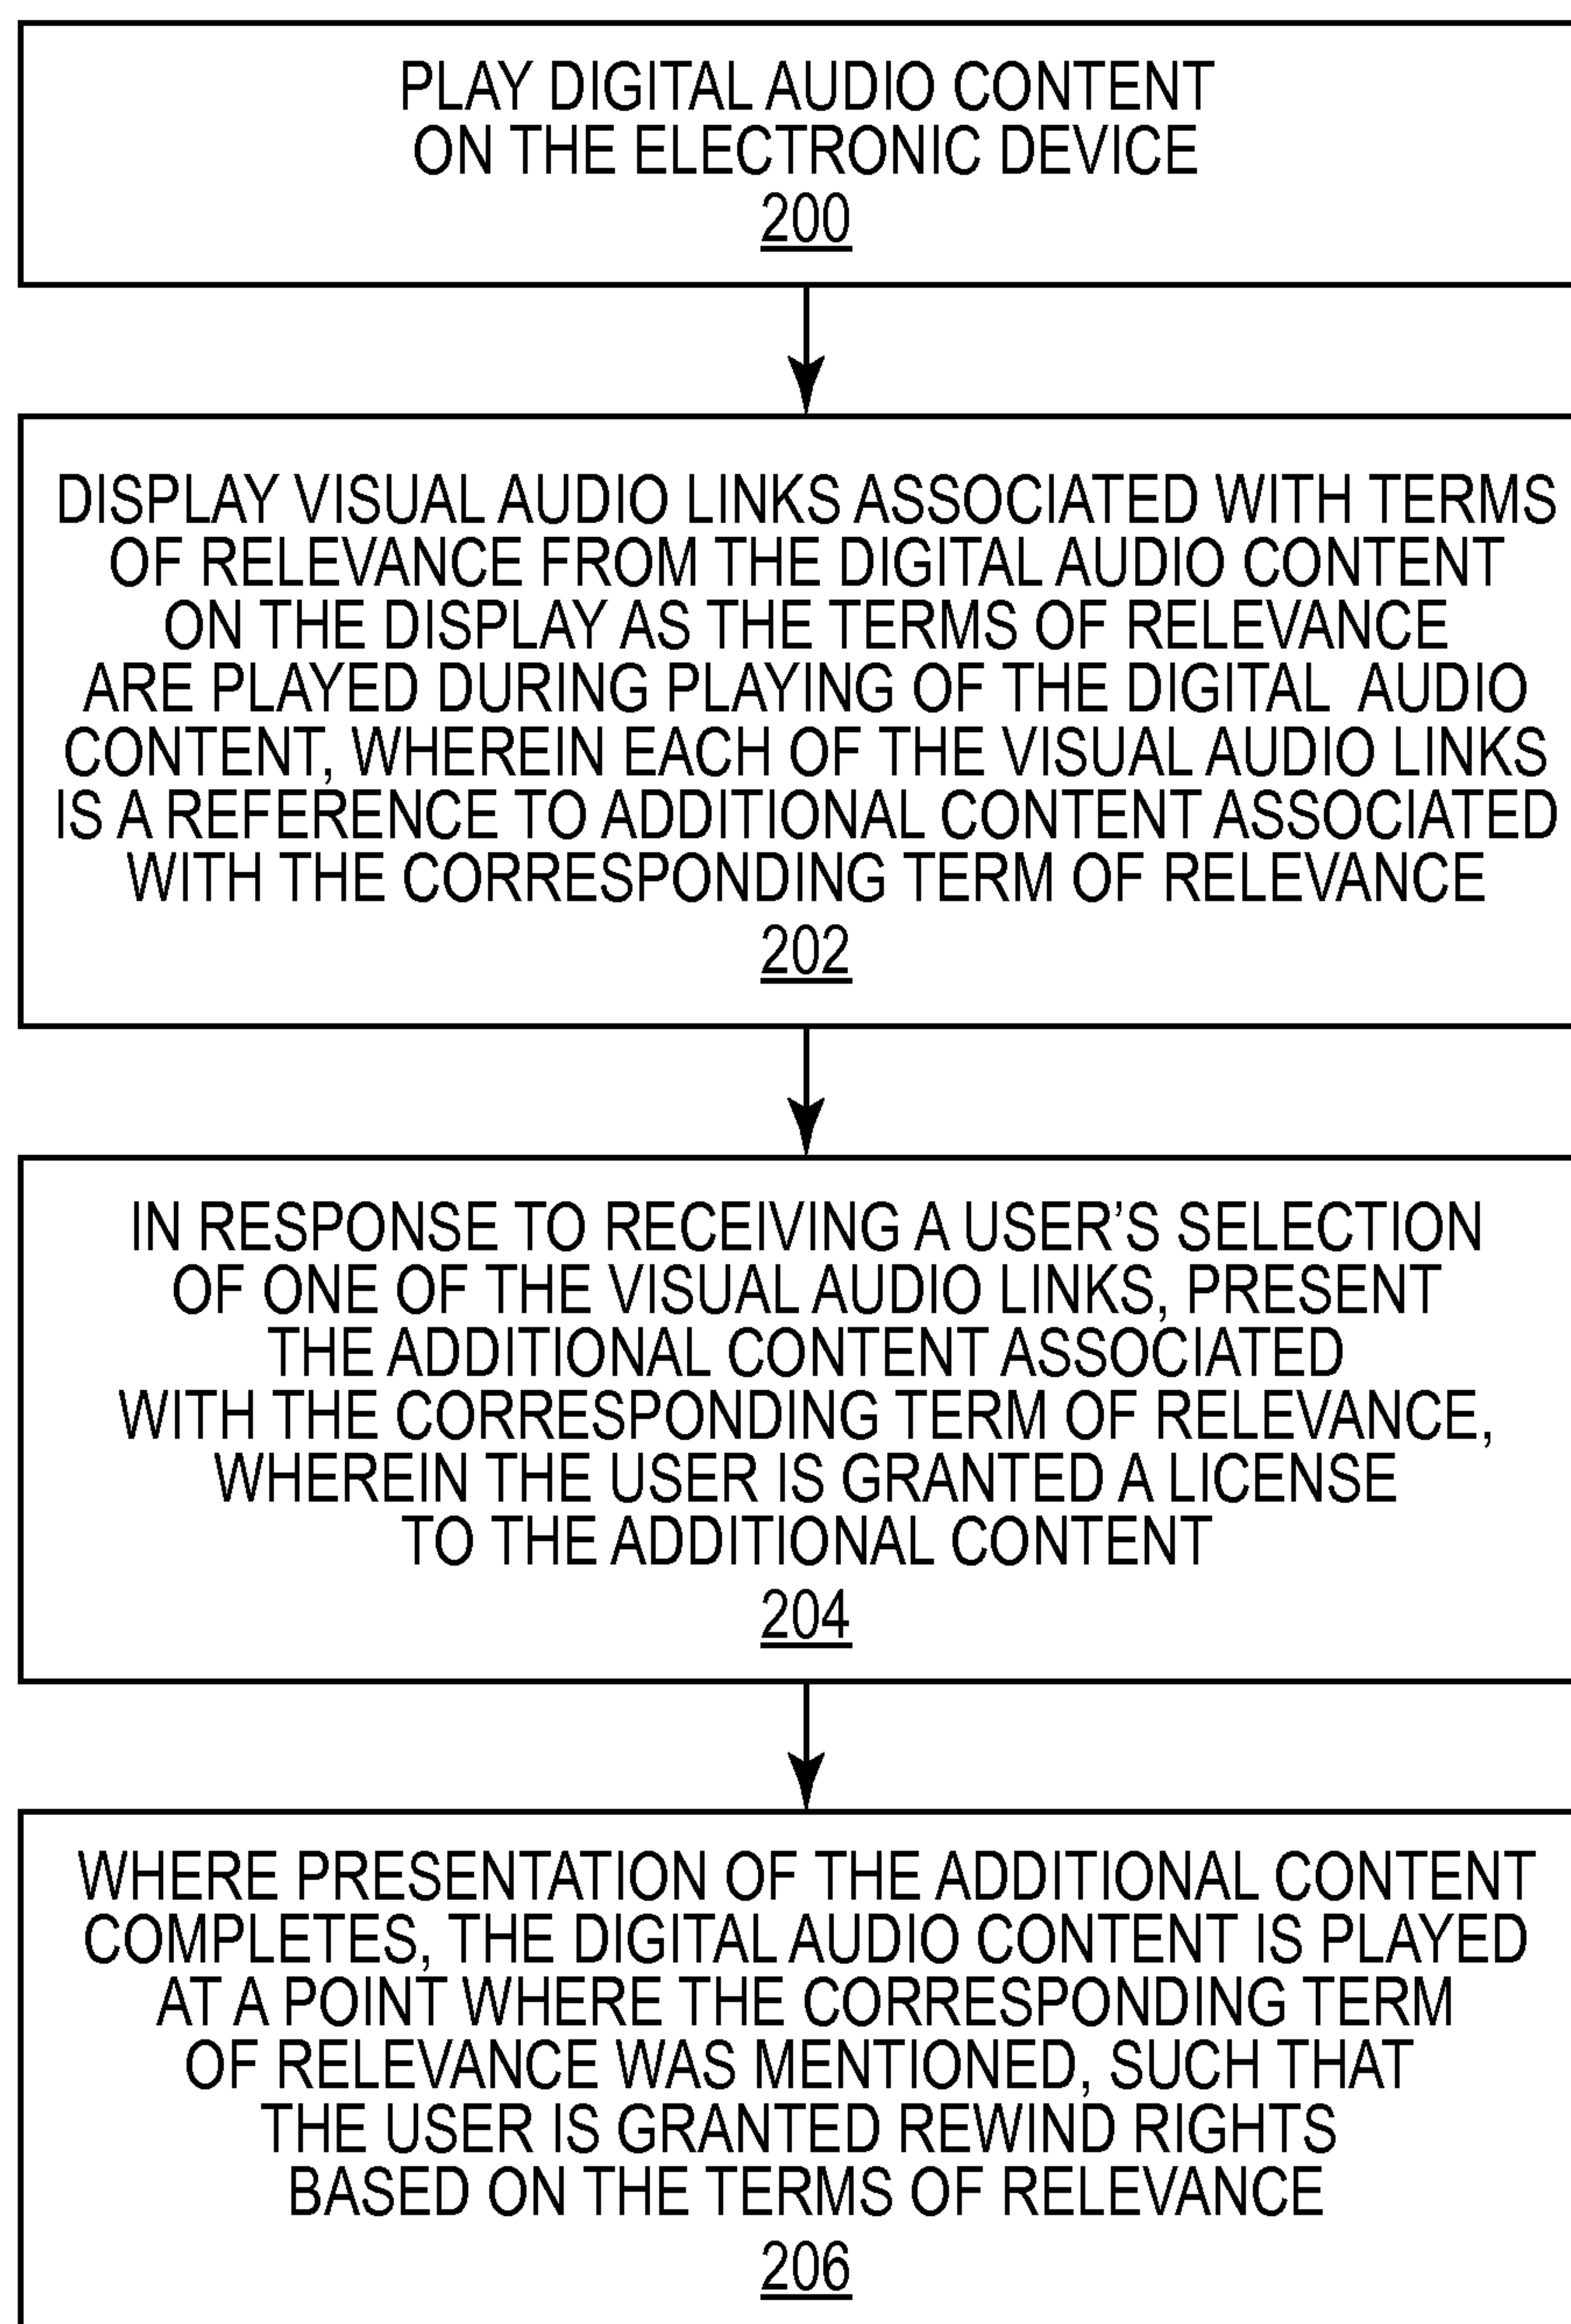 PLAY DIGITAL AUDIO CONTENT
ON THE ELECTRONIC DEVICE
200
DISPLAY VISUAL AUDIO LINKS ASSOCIATED WITH TERMS
OF RELEVANCE FROM THE DIGITAL AUDIO CONTENT
ON THE DISPLAY AS THE TERMS OF RELEVANCE
ARE PLAYED DURING PLAYING OF THE DIGITAL AUDIO
CONTENT, WHEREIN EACH OF THE VISUAL AUDIO LINKS
IS A REFERENCE TO ADDITIONAL CONTENT ASSOCIATED
WITH THE CORRESPONDING TERM OF RELEVANCE
202
IN RESPONSE TO RECEIVING A USER'S SELECTION
OF ONE OF THE VISUAL AUDIO LINKS, PRESENT
THE ADDITIONAL CONTENT ASSOCIATED
WITH THE CORRESPONDING TERM OF RELEVANCE,
WHEREIN THE USER IS GRANTED A LICENSE
TO THE ADDITIONAL CONTENT
204
WHERE PRESENTATION OF THE ADDITIONAL CONTENT
COMPLETES, THE DIGITAL AUDIO CONTENT IS PLAYED
AT A POINT WHERE THE CORRESPONDING TERM
OF RELEVANCE WAS MENTIONED, SUCH THAT
THE USER IS GRANTED REWIND RIGHTS
BASED ON THE TERMS OF RELEVANCE
206